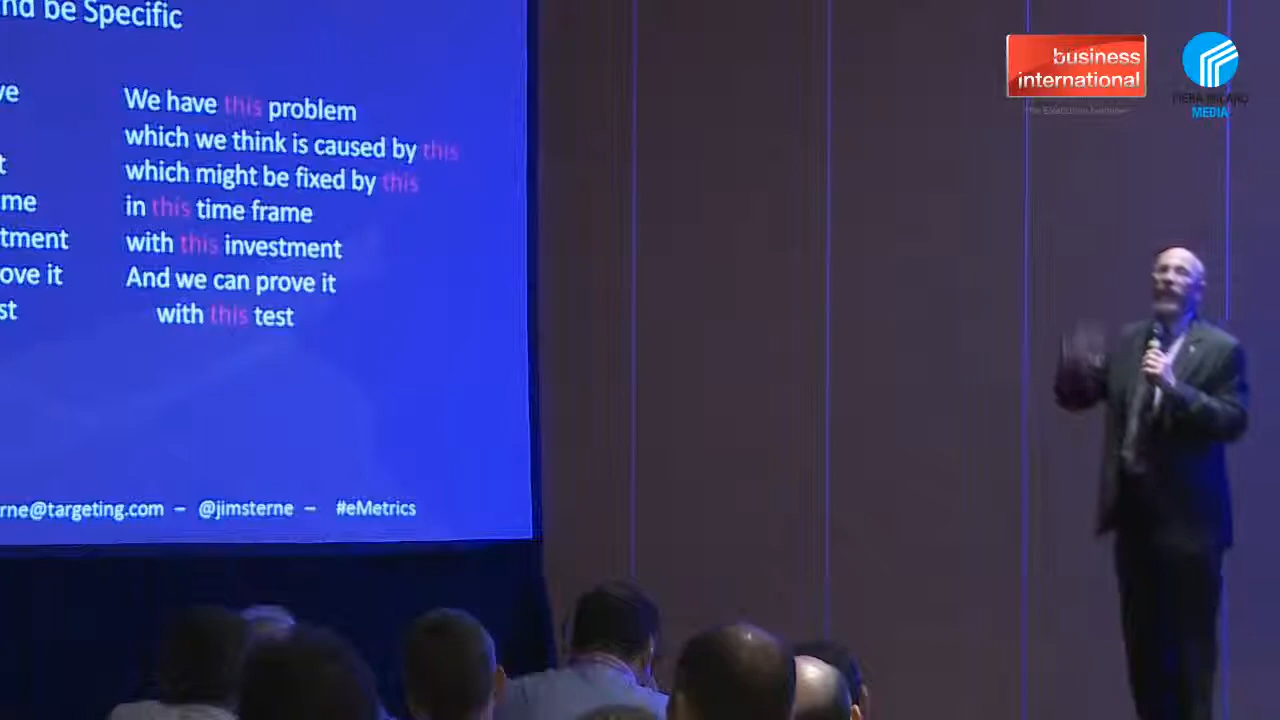 nd be Specific
ve
t
me
tment
ove it
st
We have this problem
which we think is caused by this
which might be fixed by this
in this time frame
with this investment
And we can prove it
with this test
rne@targeting.com – @jimsterne – #eMetrics
business
international
FIERA MILANO
MEDIA